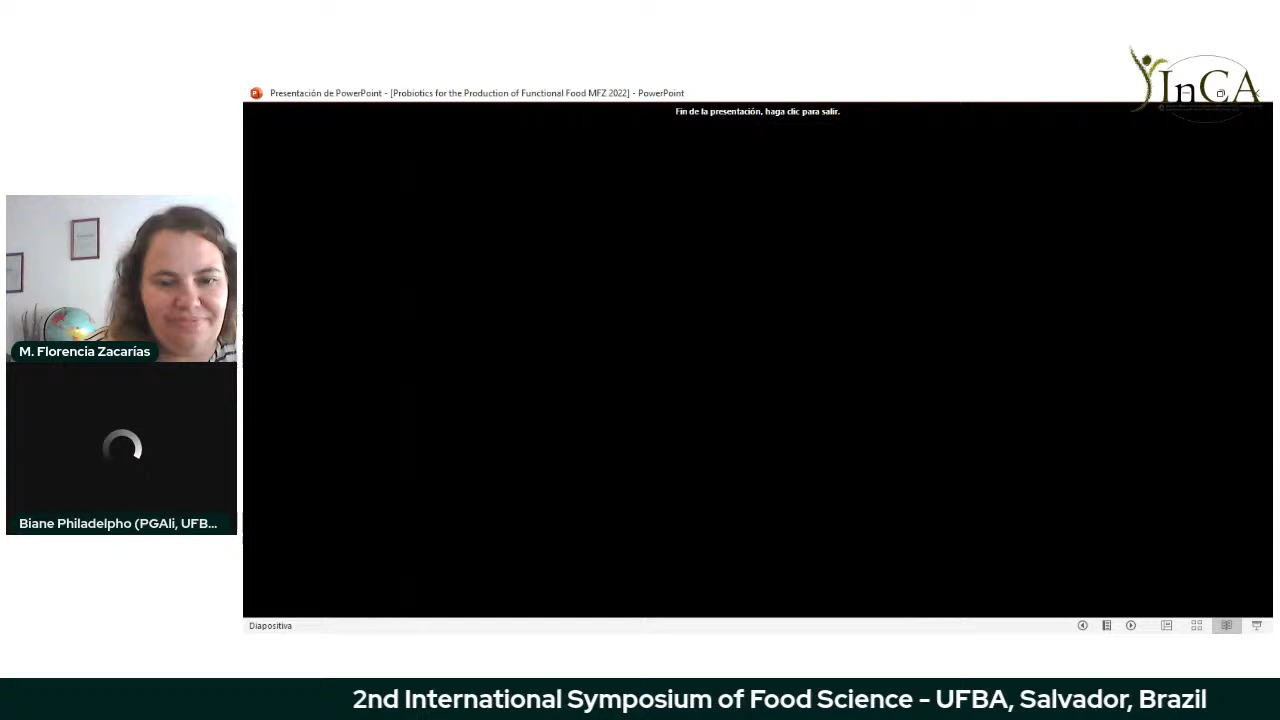 InCA
Presentación de PowerPoint - [Probiotics for the Production of Functional Food MFZ 2022] - PowerPoint
Fin de la presentación, haga clic para salir.
M. Florencia Zacarías
Biane Philadelpho (PGAli, UFB...
Diapositiva
2nd International Symposium of Food Science - UFBA, Salvador, Brazil